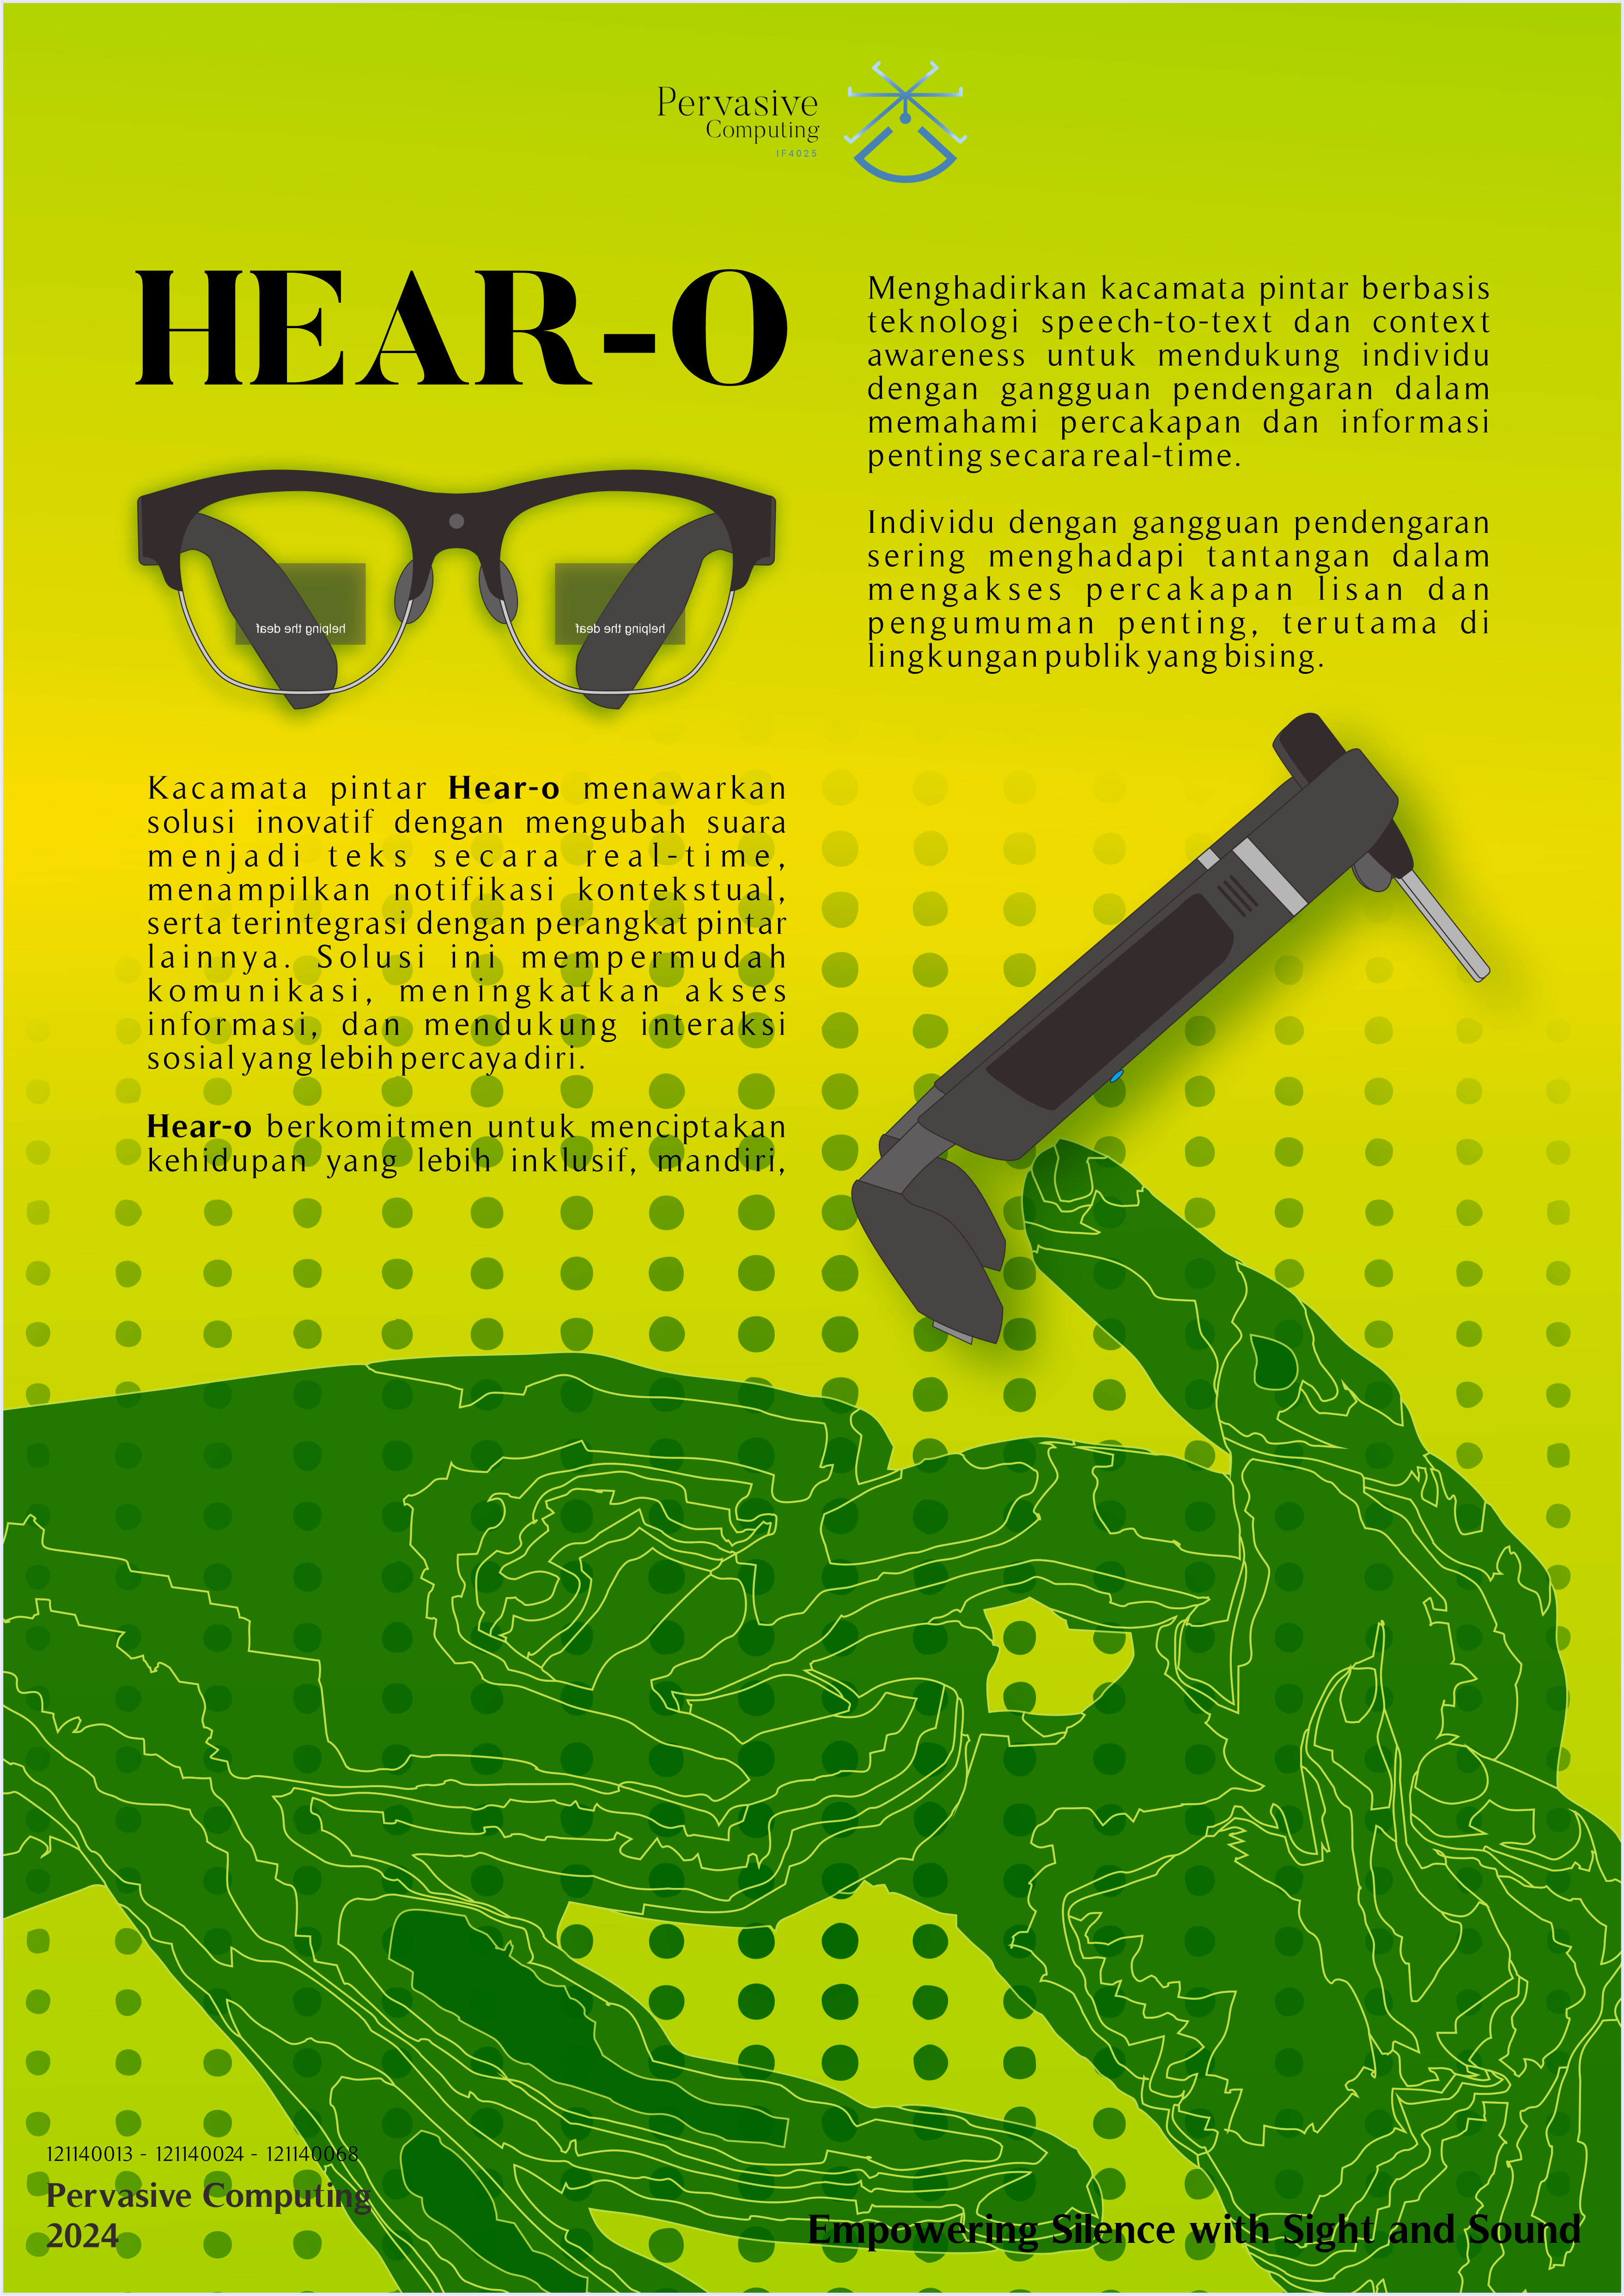 Pervasive
Computing
IF4025
HEAR-O
helping the deaf
helping the deaf
Menghadirkan kacamata pintar berbasis
teknologi speech-to-text dan context
awareness untuk mendukung individu
dengan gangguan pendengaran dalam
memahami percakapan dan informasi
penting secara real-time.
Individu dengan gangguan pendengaran
sering menghadapi tantangan dalam
mengakses percakapan lisan dan
pengumuman penting, terutama di
lingkungan publik yang bising.
Kacamata pintar Hear-o menawarkan
solusi inovatif dengan mengubah suara
menjadi teks secara real-time,
menampilkan notifikasi kontekstual,
serta terintegrasi dengan perangkat pintar
lainnya. Solusi ini mempermudah
komunikasi, meningkatkan akses
informasi, dan mendukung interaksi
sosial yang lebih percaya diri.
Hear-o berkomitmen untuk menciptakan
kehidupan yang lebih inklusif, mandiri,
121140013 - 121140024 - 121140068
Pervasive Computing
2024
Empowering Silence with Sight and Sound